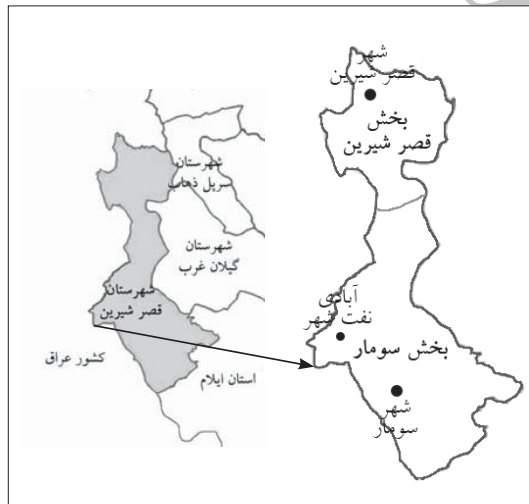 شهر
قصر شیرین
بخش
قصر شیرین
شهرستان
سرپل ذهاب
شهرستان
گیلان غرب
شهرستان
قصر شیرین
آبادی
نفت شهر
بخش سومار
کشور عراق
استان ایلام
شهر
سومار